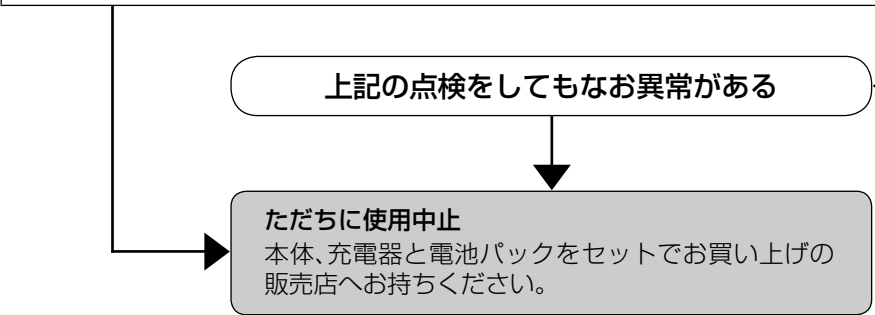 上記の点検をしてもなお異常がある
ただちに使用中止
本体、充電器と電池パックをセットでお買い上げの
販売店へお持ちください。